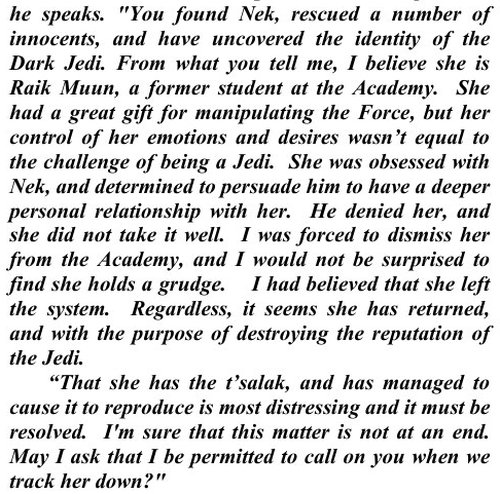 he speaks. "You found Nek, rescued a number of
innocents, and have uncovered the identity of the
Dark Jedi. From what you tell me, I believe she is
Raik Muun, a former student at the Academy.  She
had a great gift for manipulating the Force, but her
control of her emotions and desires wasn’t equal to
the challenge of being a Jedi.  She was obsessed with
Nek, and determined to persuade him to have a deeper
personal relationship with her.  He denied her, and
she did not take it well.  I was forced to dismiss her
from the Academy, and I would not be surprised to
find she holds a grudge.   I had believed that she left
the system.  Regardless, it seems she has returned,
and with the purpose of destroying the reputation of
the Jedi.
“That she has the t’salak, and has managed to
cause it to reproduce is most distressing and it must be
resolved.  I'm sure that this matter is not at an end.
May I ask that I be permitted to call on you when we
track her down?"